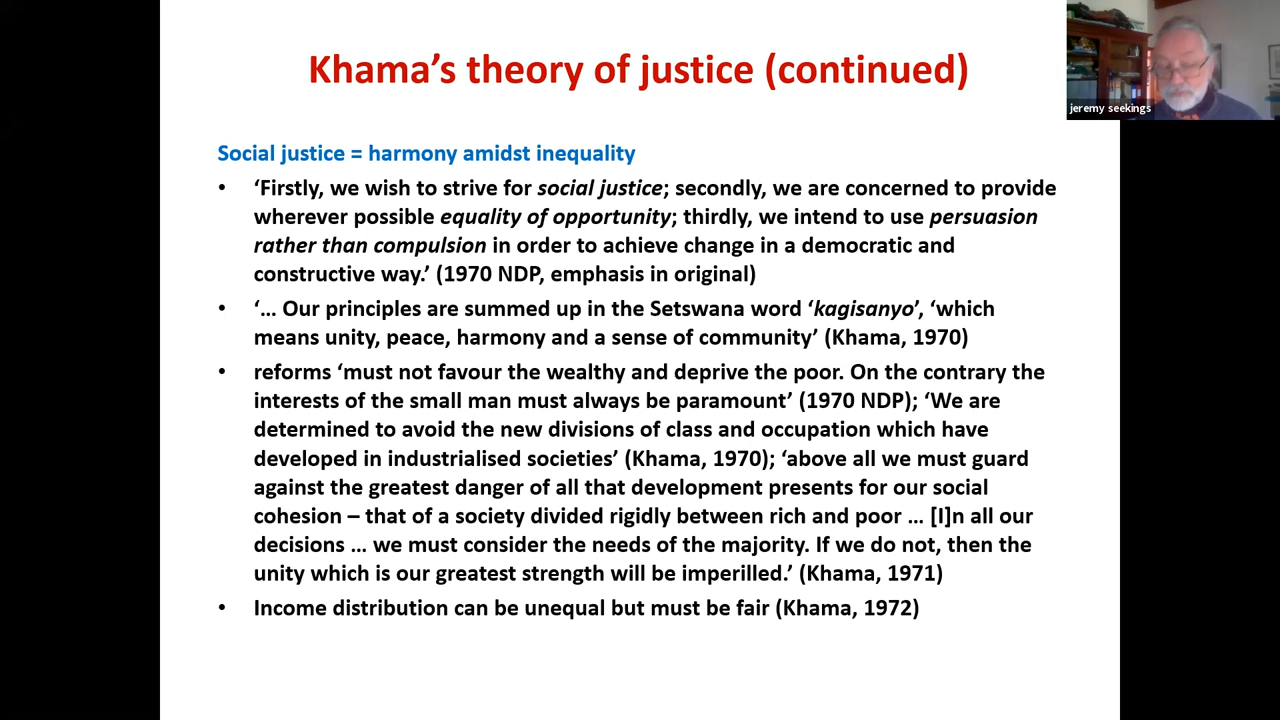 Khama’s theory of justice (continued)
jeremy seekings
Social justice = harmony amidst inequality
• ‘Firstly, we wish to strive for social justice; secondly, we are concerned to provide
wherever possible equality of opportunity; thirdly, we intend to use persuasion
rather than compulsion in order to achieve change in a democratic and
constructive way.’ (1970 NDP, emphasis in original)
• ‘… Our principles are summed up in the Setswana word ‘kagisanyo’, ‘which
means unity, peace, harmony and a sense of community’ (Khama, 1970)
• reforms ‘must not favour the wealthy and deprive the poor. On the contrary the
interests of the small man must always be paramount’ (1970 NDP); ‘We are
determined to avoid the new divisions of class and occupation which have
developed in industrialised societies’ (Khama, 1970); ‘above all we must guard
against the greatest danger of all that development presents for our social
cohesion – that of a society divided rigidly between rich and poor … [I]n all our
decisions … we must consider the needs of the majority. If we do not, then the
unity which is our greatest strength will be imperilled.’ (Khama, 1971)
• Income distribution can be unequal but must be fair (Khama, 1972)